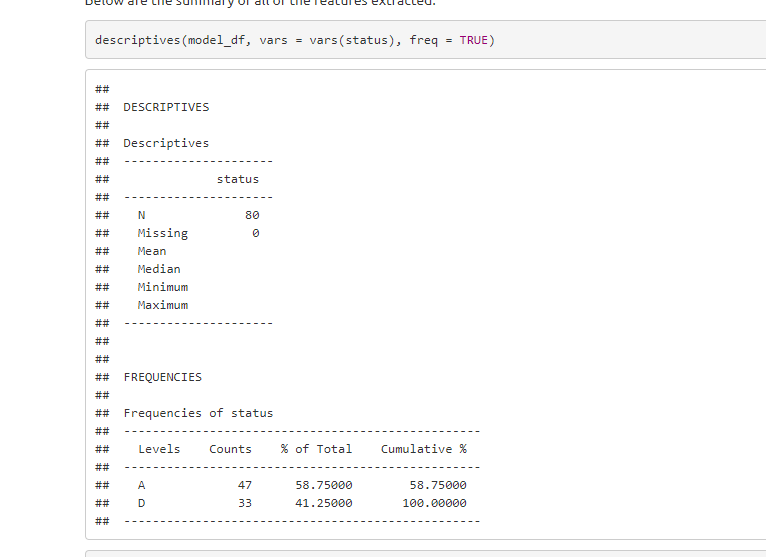 Below are the summary of all of the features extracted.
descriptives(model_df, vars = vars(status), freq = TRUE)
##
##  DESCRIPTIVES
##
##  Descriptives
##  ---------------------
##               status
##  ---------------------
##    N              80
##    Missing         0
##    Mean
##    Median
##    Minimum
##    Maximum
##  ---------------------
##
##
##  FREQUENCIES
##
##  Frequencies of status
##  --------------------------------------------------
##    Levels    Counts    % of Total    Cumulative %
##  --------------------------------------------------
##    A             47      58.75000        58.75000
##    D             33      41.25000       100.00000
##  --------------------------------------------------